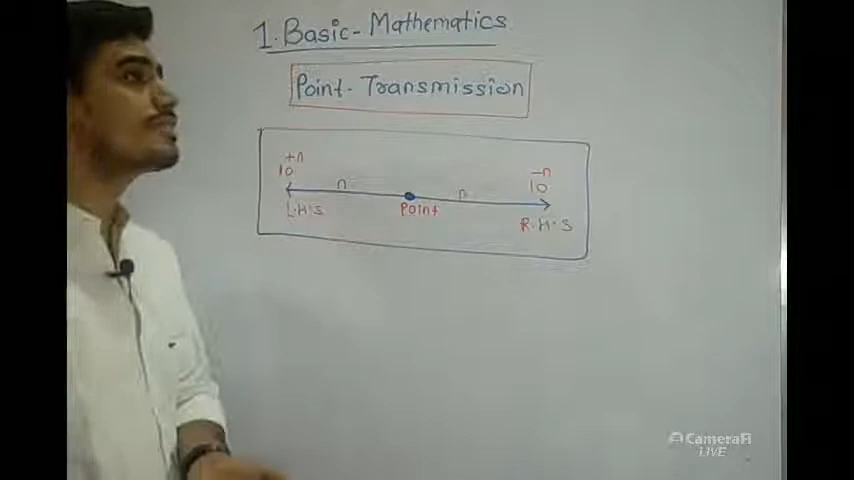 1. Basic - Mathematics
Point - Transmission
10+n
10-n
n
n
L.H.S
Point
R.H.S
CameraFi
LIVE